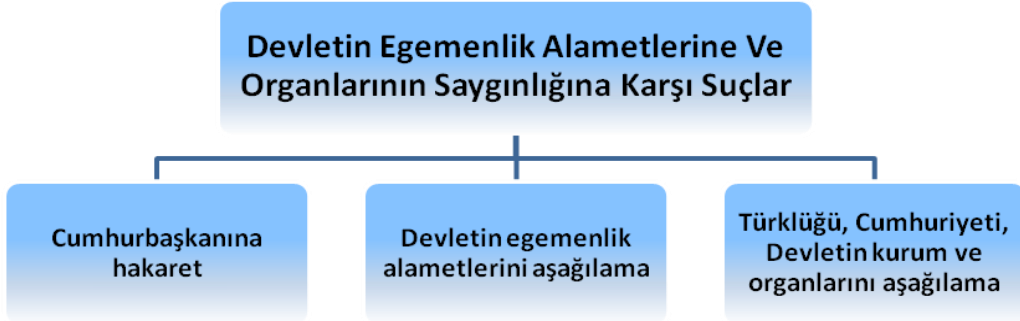 Devletin Egemenlik Alametlerine Ve
Organlarının Saygınlığına Karşı Suçlar
Cumhurbaşkanına
hakaret
Devletin egemenlik
alametlerini aşağılama
Türklüğü, Cumhuriyeti,
Devletin kurum ve
organlarını aşağılama